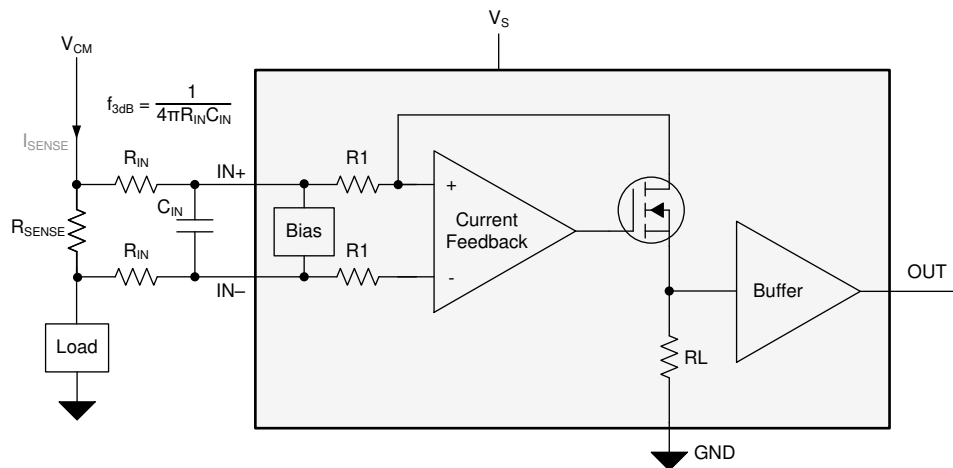 V_S
V_CM
f_3dB = 1 / 4πR_IN C_IN
I_SENSE
R_IN
IN+
R1
+
R_SENSE
C_IN
Bias
Current
Feedback
R_IN
IN–
R1
-
Buffer
OUT
Load
RL
GND